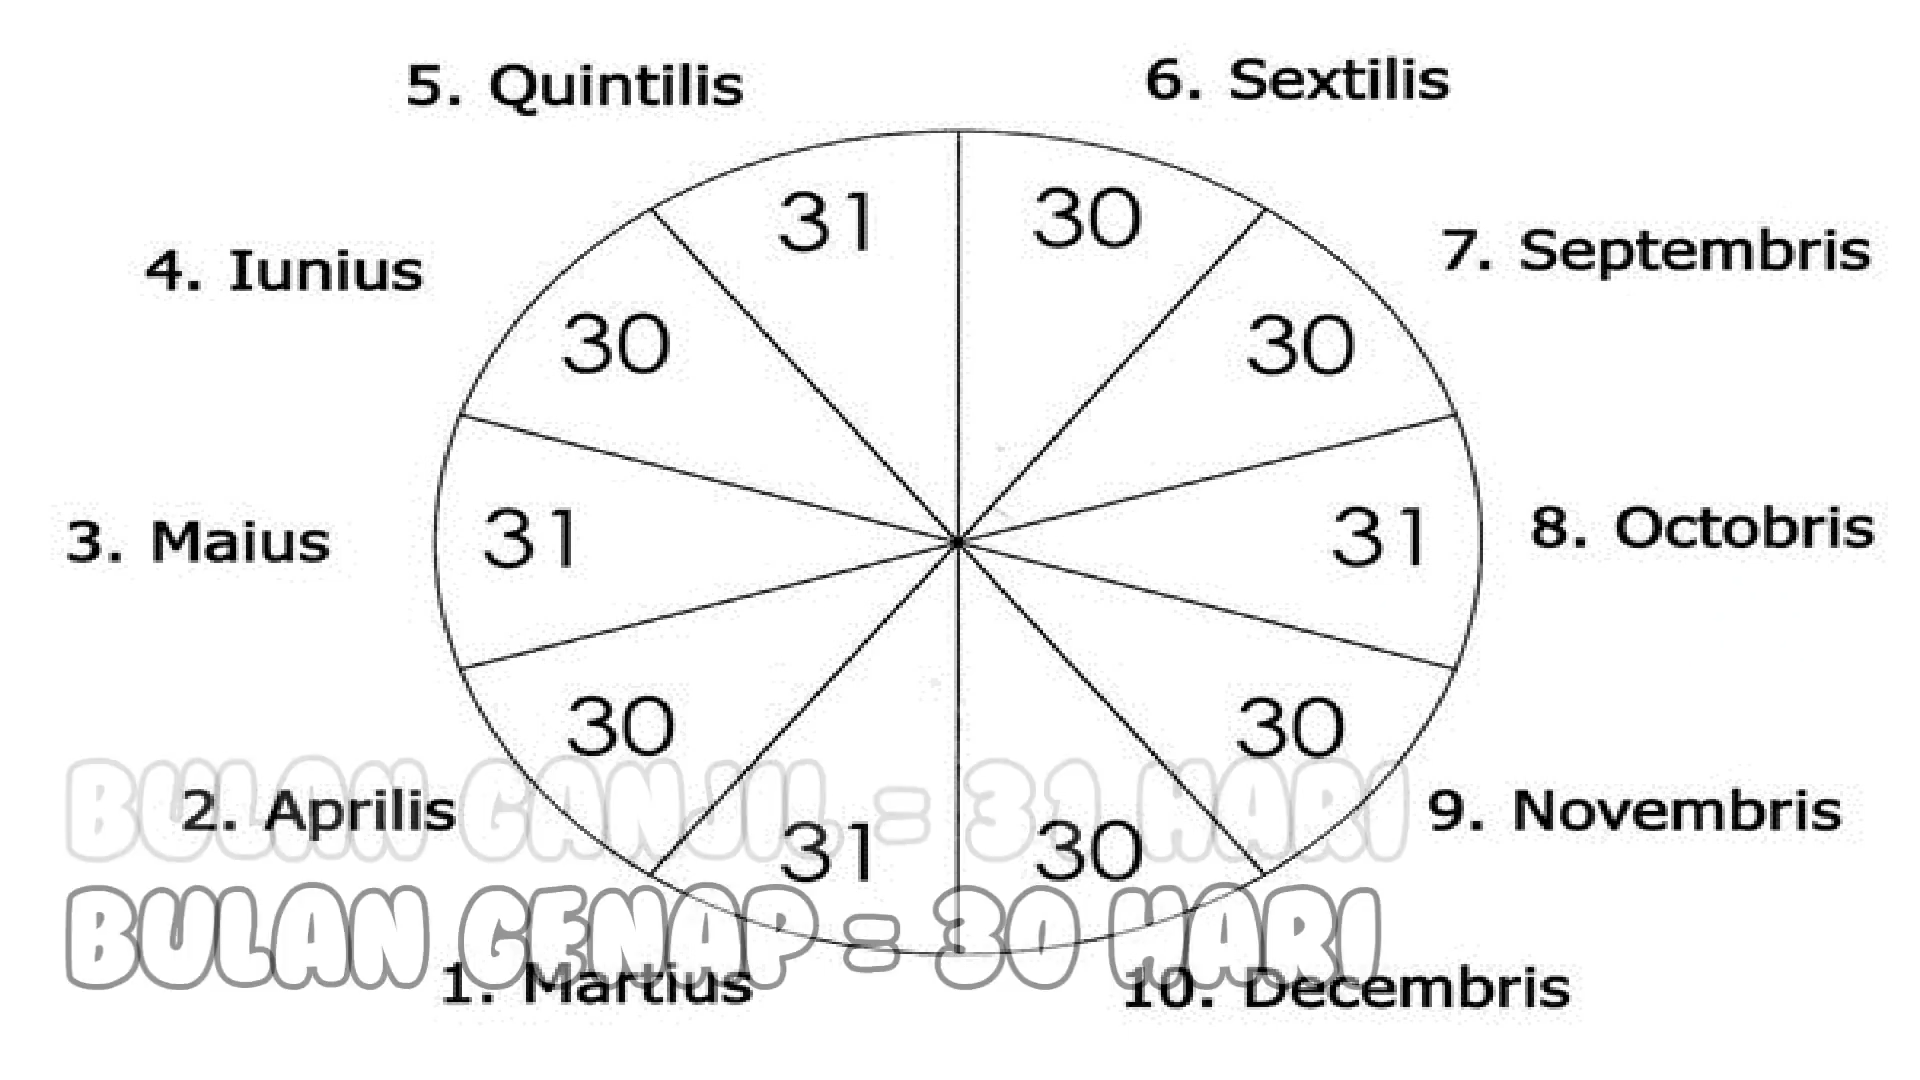 5. Quintilis
6. Sextilis
31
30
4. Iunius
7. Septembris
30
30
3. Maius
31
31
8. Octobris
30
30
BULAN GANJIL = 31 HARI
2. Aprilis
9. Novembris
31
30
BULAN GENAP = 30 HARI
1. Martius
10. Decembris